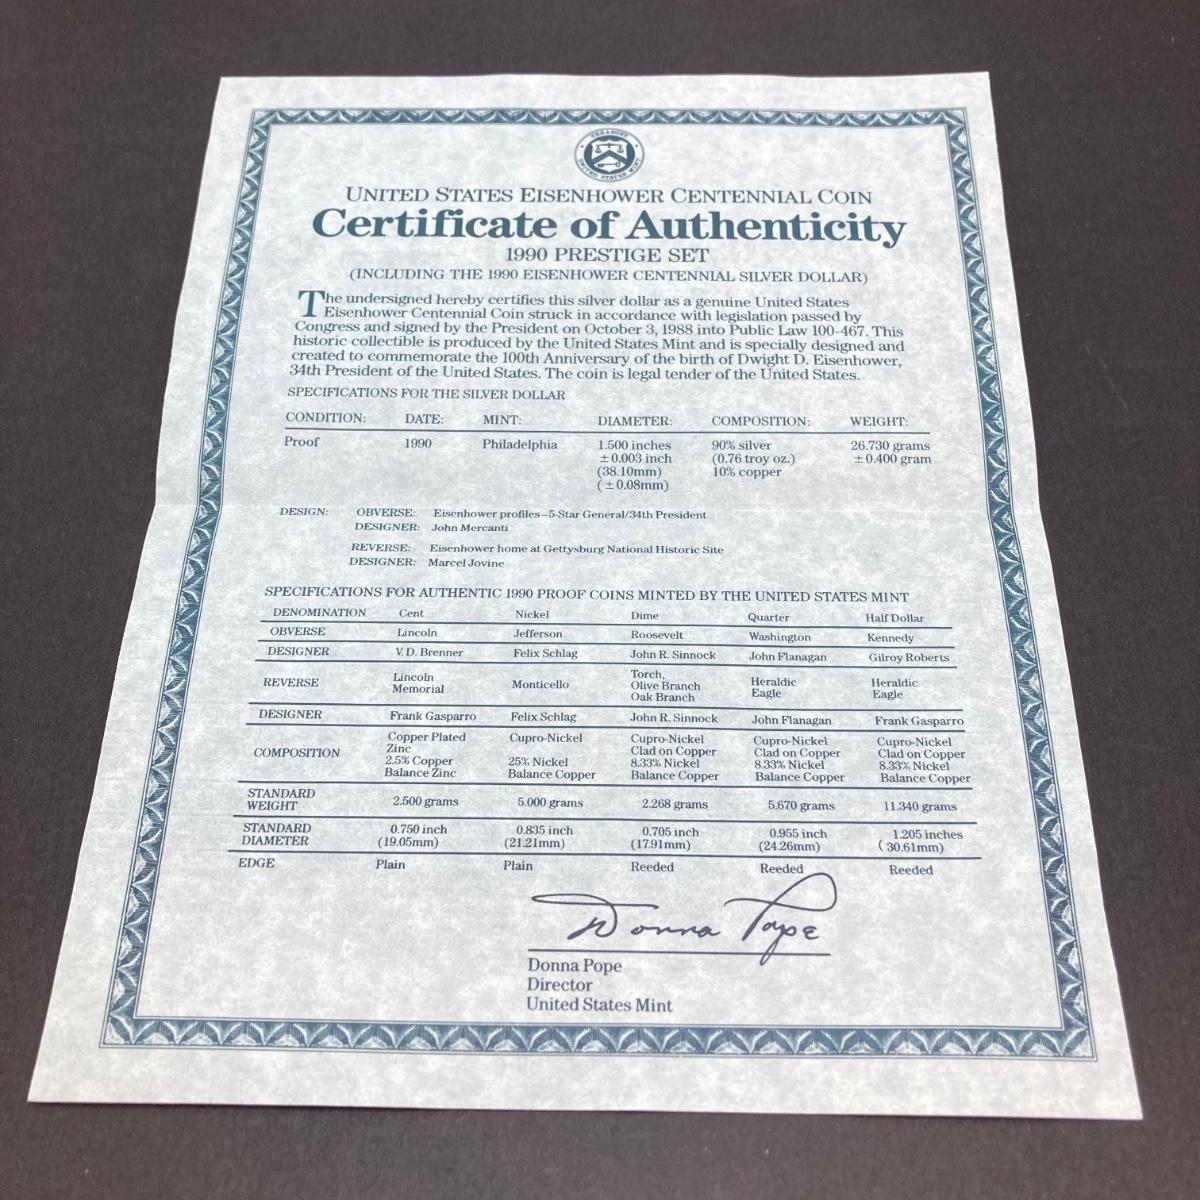 TREASURY
UNITED STATES MINT
UNITED STATES EISENHOWER CENTENNIAL COIN
Certificate of Authenticity
1990 PRESTIGE SET
(INCLUDING THE 1990 EISENHOWER CENTENNIAL SILVER DOLLAR)
The undersigned hereby certifies this silver dollar as a genuine United States
Eisenhower Centennial Coin struck in accordance with legislation passed by
Congress and signed by the President on October 3, 1988 into Public Law 100-467. This
historic collectible is produced by the United States Mint and is specially designed and
created to commemorate the 100th Anniversary of the birth of Dwight D. Eisenhower,
34th President of the United States. The coin is legal tender of the United States.
SPECIFICATIONS FOR THE SILVER DOLLAR
CONDITION: DATE: MINT: DIAMETER: COMPOSITION: WEIGHT:
Proof 1990 Philadelphia 1.500 inches 90% silver 26.730 grams
±0.003 inch (0.76 troy oz.) ±0.400 gram
(38.10mm) 10% copper
(±0.08mm)
DESIGN: OBVERSE: Eisenhower profiles–5-Star General/34th President
DESIGNER: John Mercanti
REVERSE: Eisenhower home at Gettysburg National Historic Site
DESIGNER: Marcel Jovine
SPECIFICATIONS FOR AUTHENTIC 1990 PROOF COINS MINTED BY THE UNITED STATES MINT
DENOMINATION Cent Nickel Dime Quarter Half Dollar
OBVERSE Lincoln Jefferson Roosevelt Washington Kennedy
DESIGNER V.D. Brenner Felix Schlag John R. Sinnock John Flanagan Gilroy Roberts
REVERSE Lincoln Monticello Torch, Heraldic Heraldic
Memorial Olive Branch Eagle Eagle
Oak Branch
DESIGNER Frank Gasparro Felix Schlag John R. Sinnock John Flanagan Frank Gasparro
COMPOSITION Copper Plated Cupro-Nickel Cupro-Nickel Cupro-Nickel Cupro-Nickel
Zinc Clad on Copper Clad on Copper Clad on Copper
2.5% Copper 25% Nickel 8.33% Nickel 8.33% Nickel 8.33% Nickel
Balance Zinc Balance Copper Balance Copper Balance Copper Balance Copper
STANDARD
WEIGHT 2.500 grams 5.000 grams 2.268 grams 5.670 grams 11.340 grams
STANDARD 0.750 inch 0.835 inch 0.705 inch 0.955 inch 1.205 inches
DIAMETER (19.05mm) (21.21mm) (17.91mm) (24.26mm) (30.61mm)
EDGE Plain Plain Reeded Reeded Reeded
Donna Pope
Donna Pope
Director
United States Mint